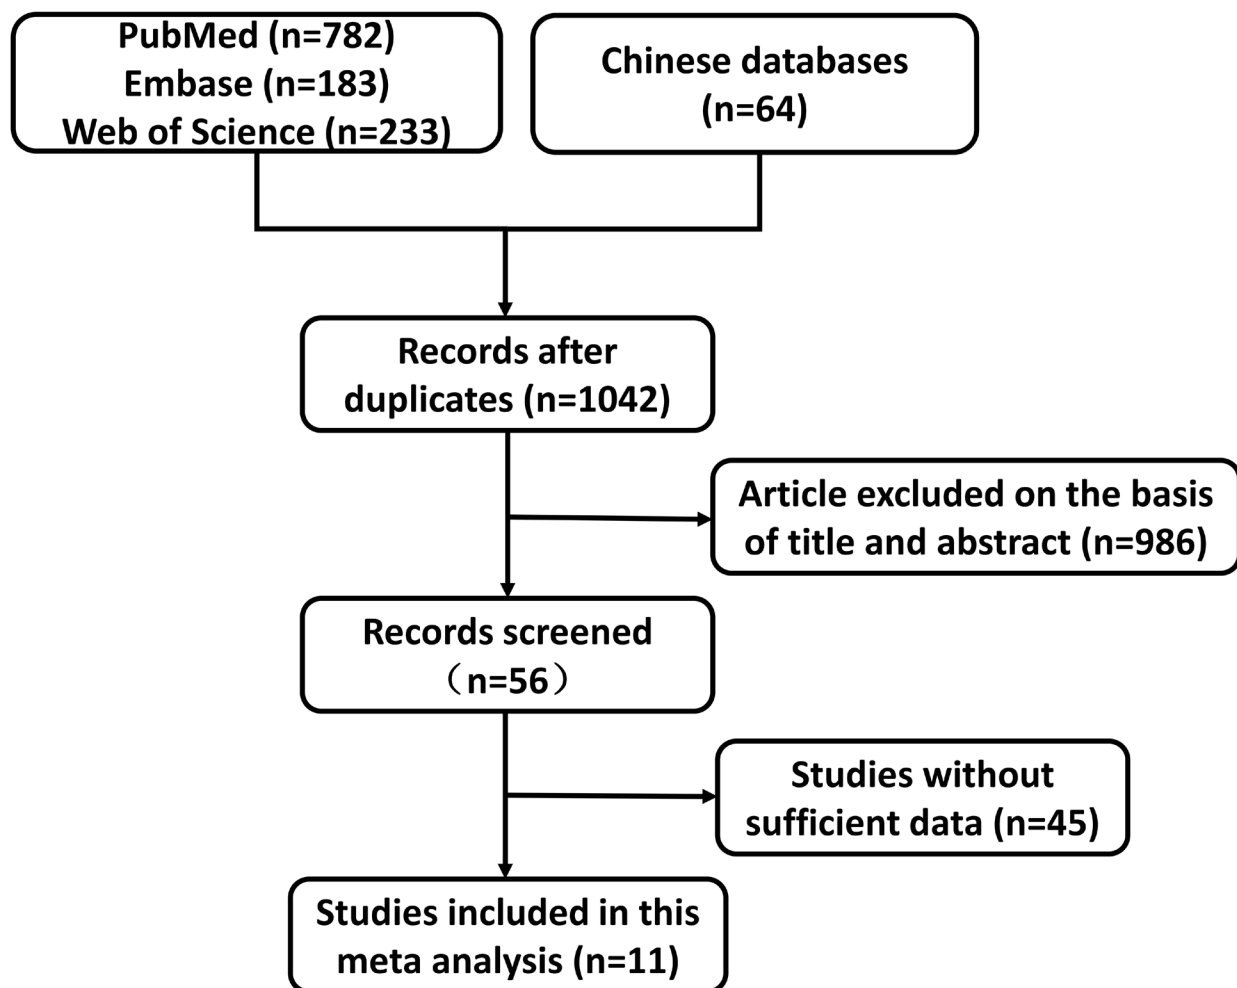 PubMed (n=782)
Embase (n=183)
Web of Science (n=233)
Chinese databases
(n=64)
Records after
duplicates (n=1042)
Article excluded on the basis
of title and abstract (n=986)
Records screened
（n=56）
Studies without
sufficient data (n=45)
Studies included in this
meta analysis (n=11)